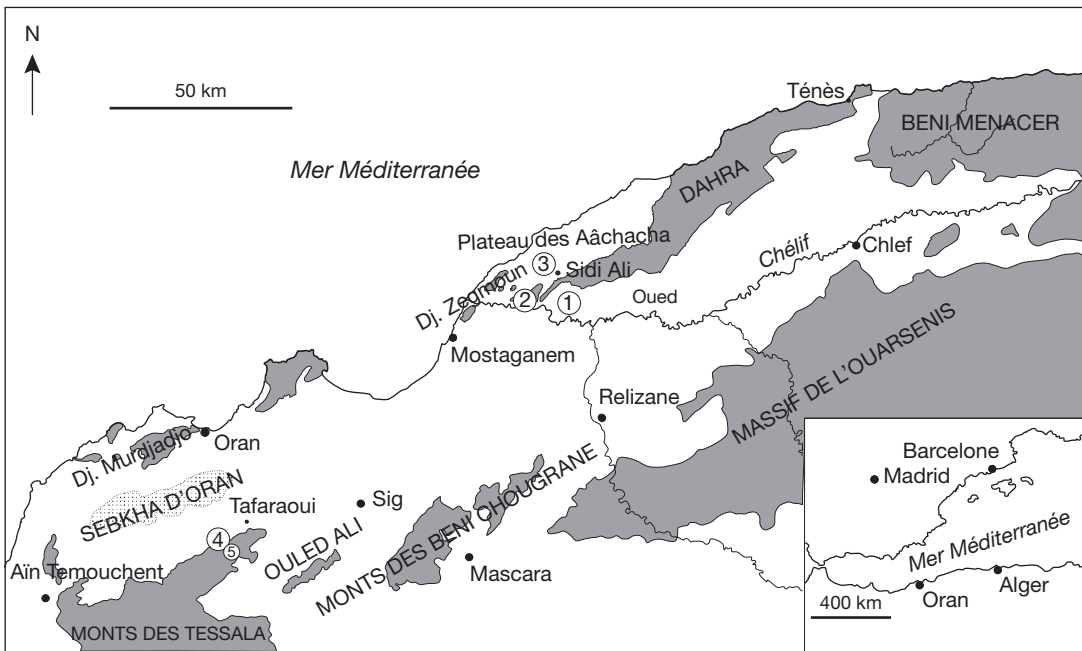 N
50 km
Ténès
BENI MENACER
Mer Méditerranée
DAHRA
Plateau des Aâchacha
Chélif
Chlef
3
Sidi Ali
Dj. Zegmoun
2
1
Oued
Mostaganem
MASSIF DE L'OUARSENIS
Relizane
Oran
Dj. Murdjadjo
SEBKHA D'ORAN
Tafaraoui
Sig
4
5
OULED ALI
MONTS DES BENI CHOUGRANE
Mascara
Aïn Temouchent
MONTS DES TESSALA
Barcelone
Madrid
Mer Méditerranée
Alger
Oran
400 km